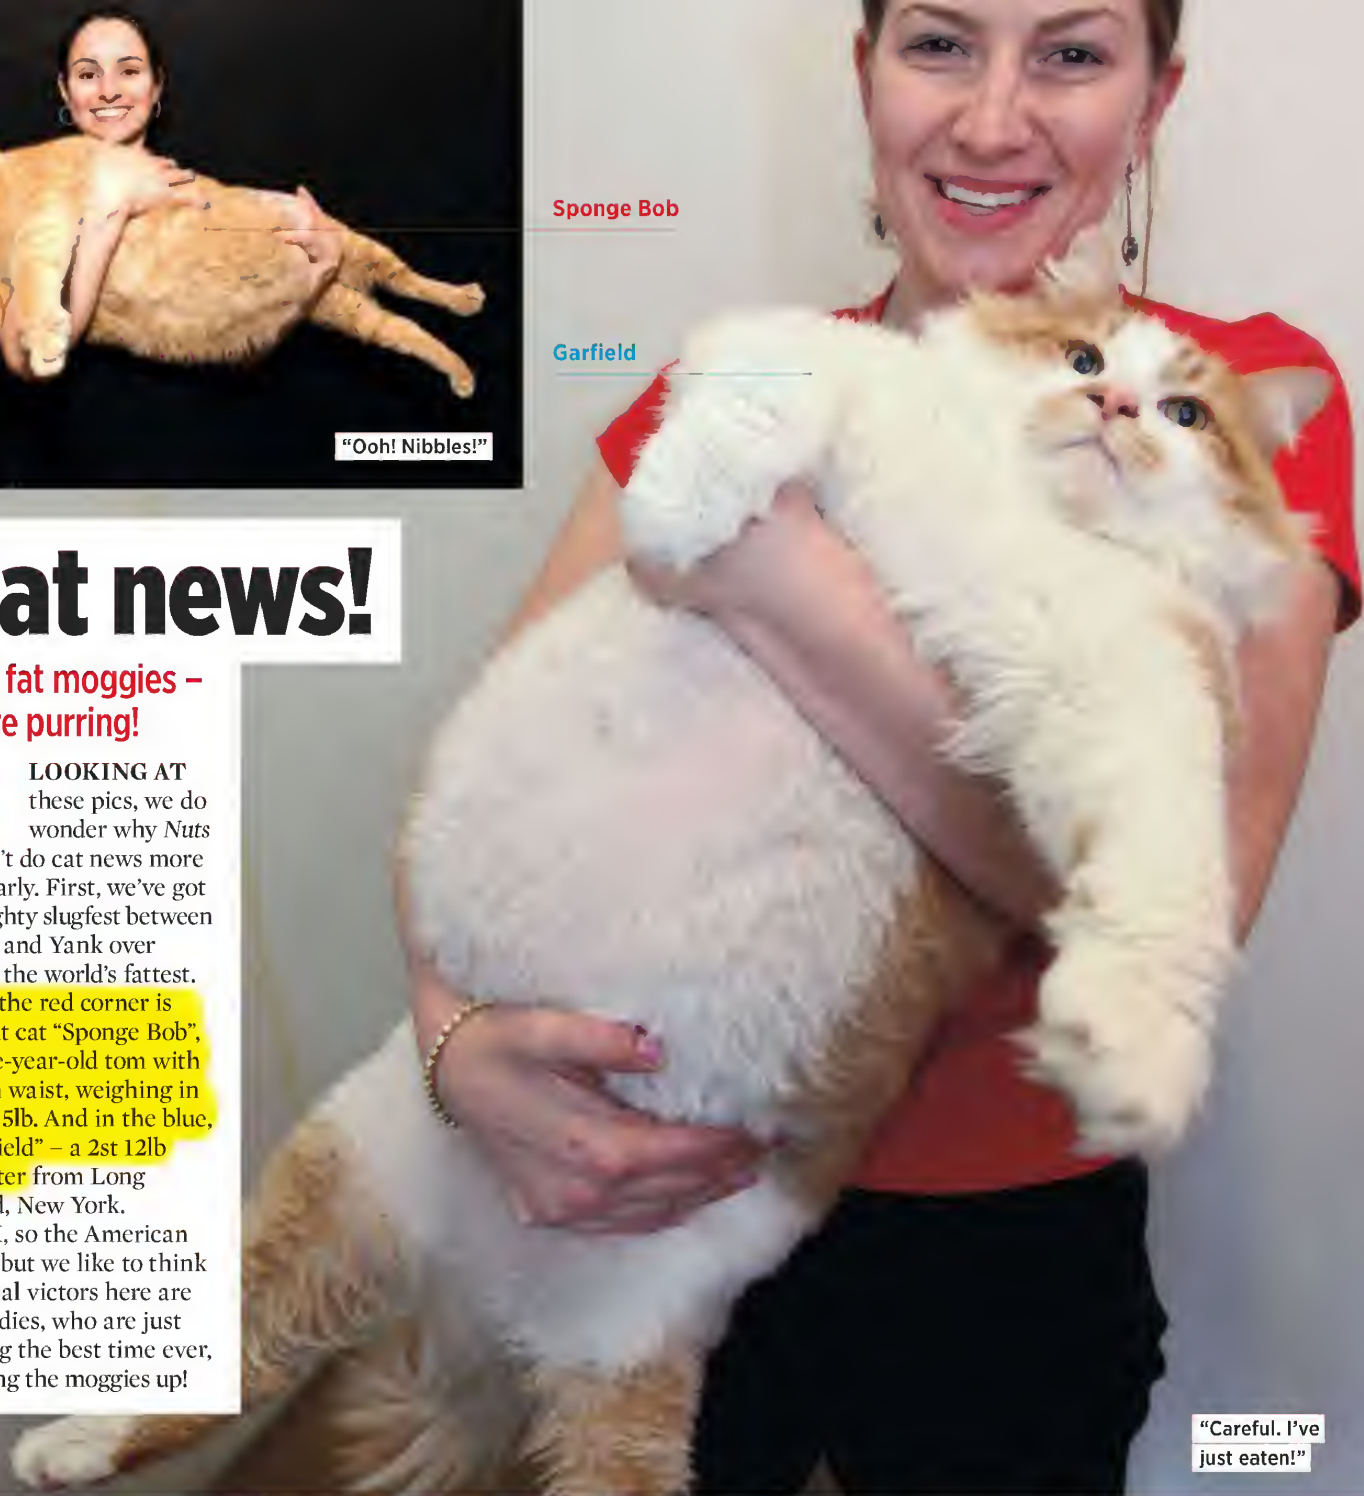 Sponge Bob
Garfield
"Ooh! Nibbles!"
at news!
fat moggies –
e purring!
LOOKING AT
these pics, we do
wonder why Nuts
't do cat news more
arly. First, we've got
ghty slugfest between
and Yank over
the world's fattest.
the red corner is
t cat "Sponge Bob",
e-year-old tom with
waist, weighing in
5lb. And in the blue,
ield" – a 2st 12lb
ter from Long
d, New York.
, so the American
but we like to think
al victors here are
dies, who are just
g the best time ever,
ng the moggies up!
"Careful. I've
just eaten!"